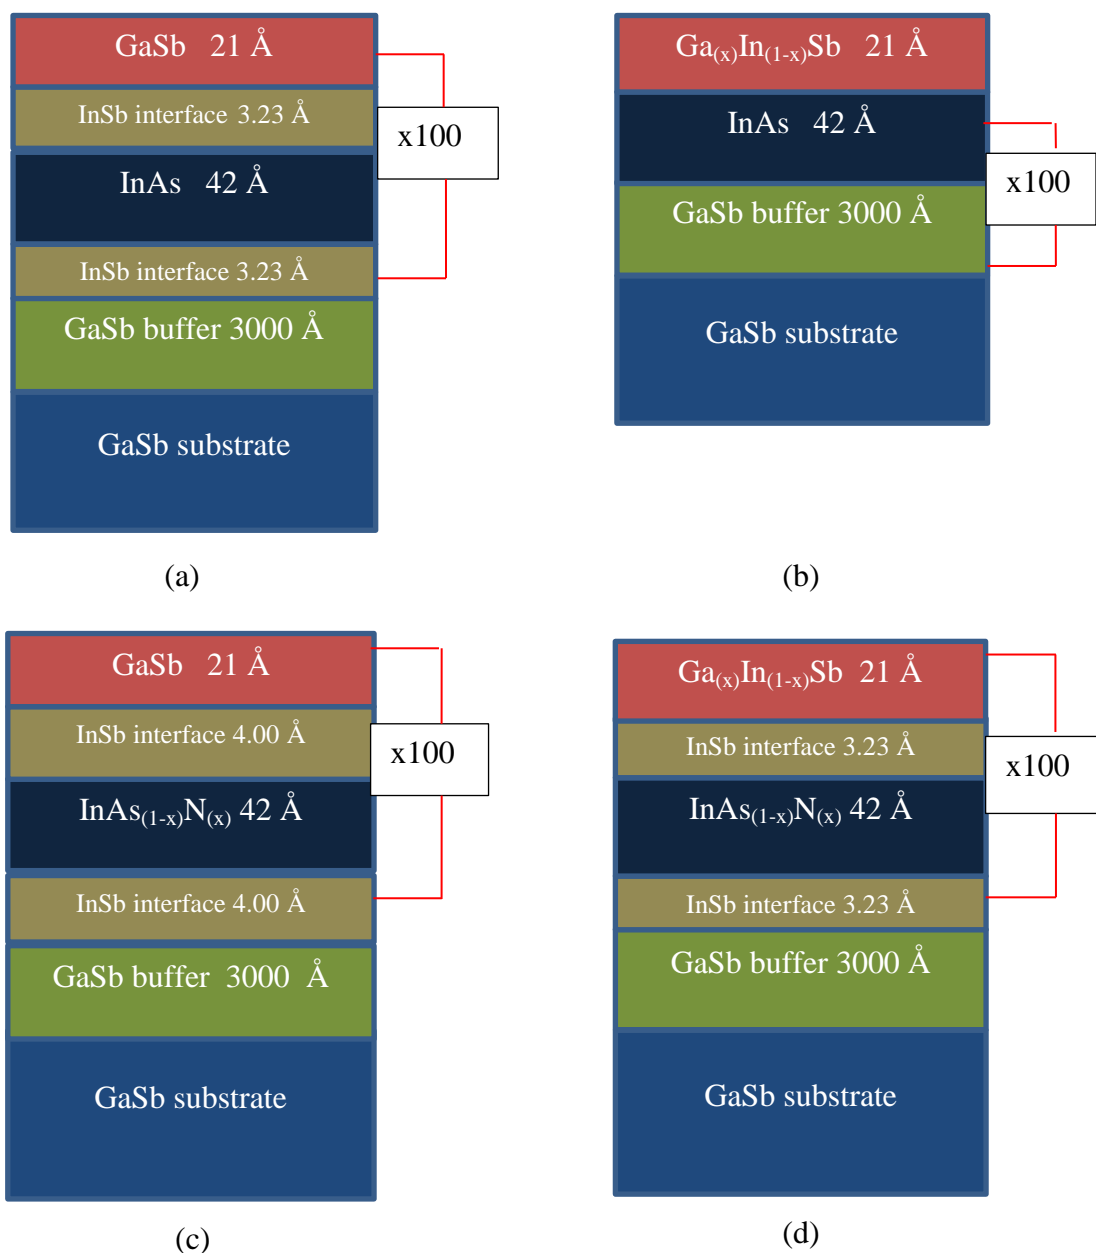 GaSb 21 Å
InSb interface 3.23 Å
x100
InAs 42 Å
InSb interface 3.23 Å
GaSb buffer 3000 Å
GaSb substrate
(a)
Ga(x)In(1-x)Sb 21 Å
InAs 42 Å
x100
GaSb buffer 3000 Å
GaSb substrate
(b)
GaSb 21 Å
InSb interface 4.00 Å
x100
InAs(1-x)N(x) 42 Å
InSb interface 4.00 Å
GaSb buffer 3000 Å
GaSb substrate
(c)
Ga(x)In(1-x)Sb 21 Å
InSb interface 3.23 Å
x100
InAs(1-x)N(x) 42 Å
InSb interface 3.23 Å
GaSb buffer 3000 Å
GaSb substrate
(d)